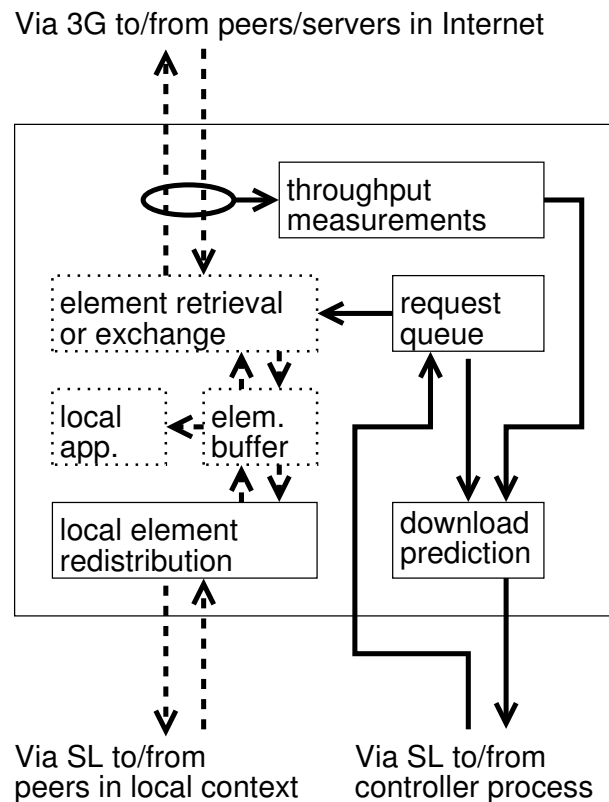 Via 3G to/from peers/servers in Internet
throughput
measurements
element retrieval
or exchange
request
queue
local
app.
elem.
buffer
local element
redistribution
download
prediction
Via SL to/from
peers in local context
Via SL to/from
controller process